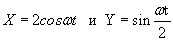 X = 2cosωt и Y = sin ωt/2